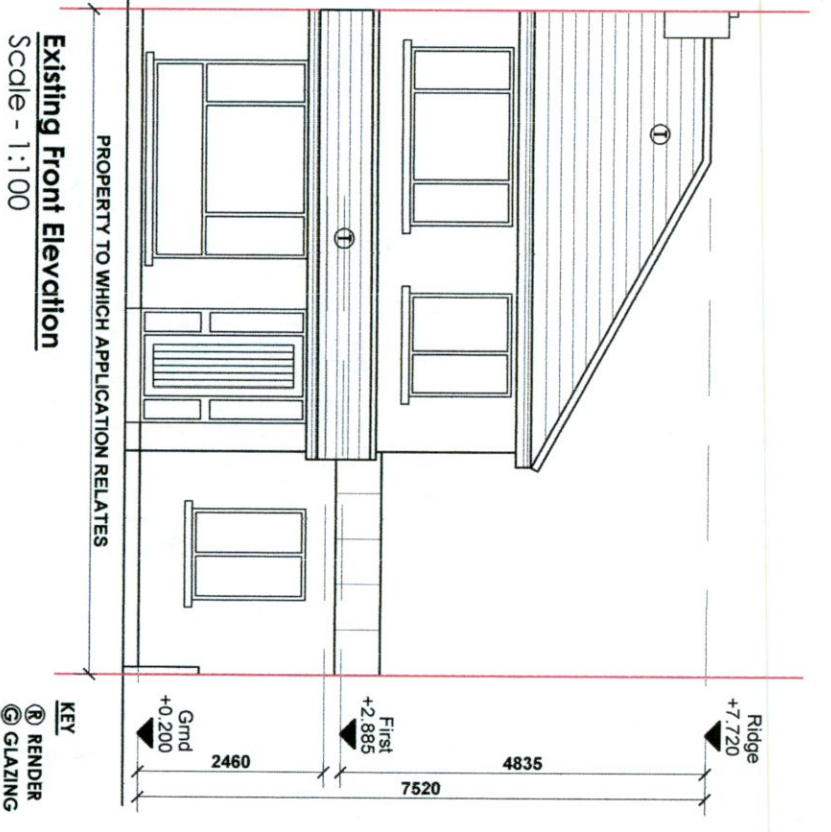 Ⓣ
Ⓣ
PROPERTY TO WHICH APPLICATION RELATES
Existing Front Elevation
Scale - 1:100
Ridge
+7.720
First
+2.885
Grnd
+0.200
4835
7520
2460
KEY
Ⓡ RENDER
Ⓖ GLAZING